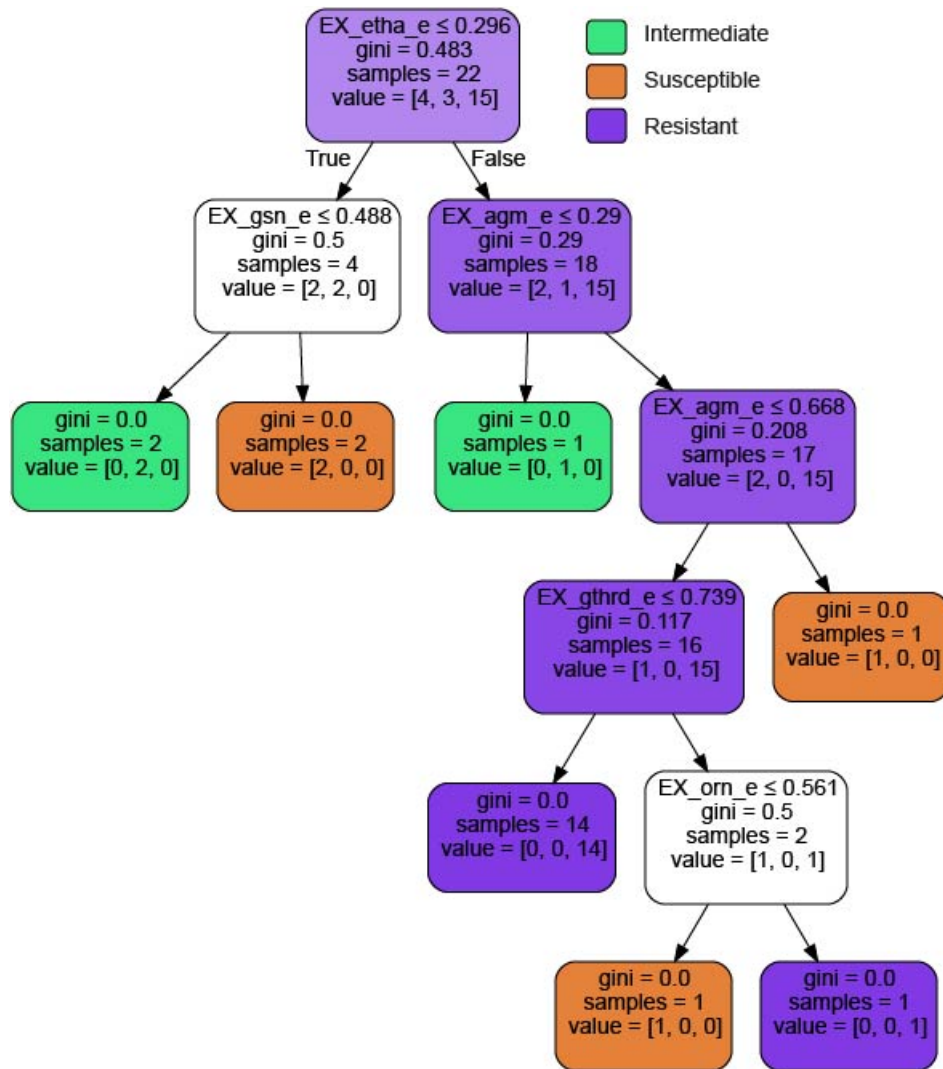 EX_etha_e ≤ 0.296
gini = 0.483
samples = 22
value = [4, 3, 15]
Intermediate
Susceptible
Resistant
True
False
EX_gsn_e ≤ 0.488
gini = 0.5
samples = 4
value = [2, 2, 0]
EX_agm_e ≤ 0.29
gini = 0.29
samples = 18
value = [2, 1, 15]
gini = 0.0
samples = 2
value = [0, 2, 0]
gini = 0.0
samples = 2
value = [2, 0, 0]
gini = 0.0
samples = 1
value = [0, 1, 0]
EX_agm_e ≤ 0.668
gini = 0.208
samples = 17
value = [2, 0, 15]
EX_gthrd_e ≤ 0.739
gini = 0.117
samples = 16
value = [1, 0, 15]
gini = 0.0
samples = 1
value = [1, 0, 0]
gini = 0.0
samples = 14
value = [0, 0, 14]
EX_orn_e ≤ 0.561
gini = 0.5
samples = 2
value = [1, 0, 1]
gini = 0.0
samples = 1
value = [1, 0, 0]
gini = 0.0
samples = 1
value = [0, 0, 1]